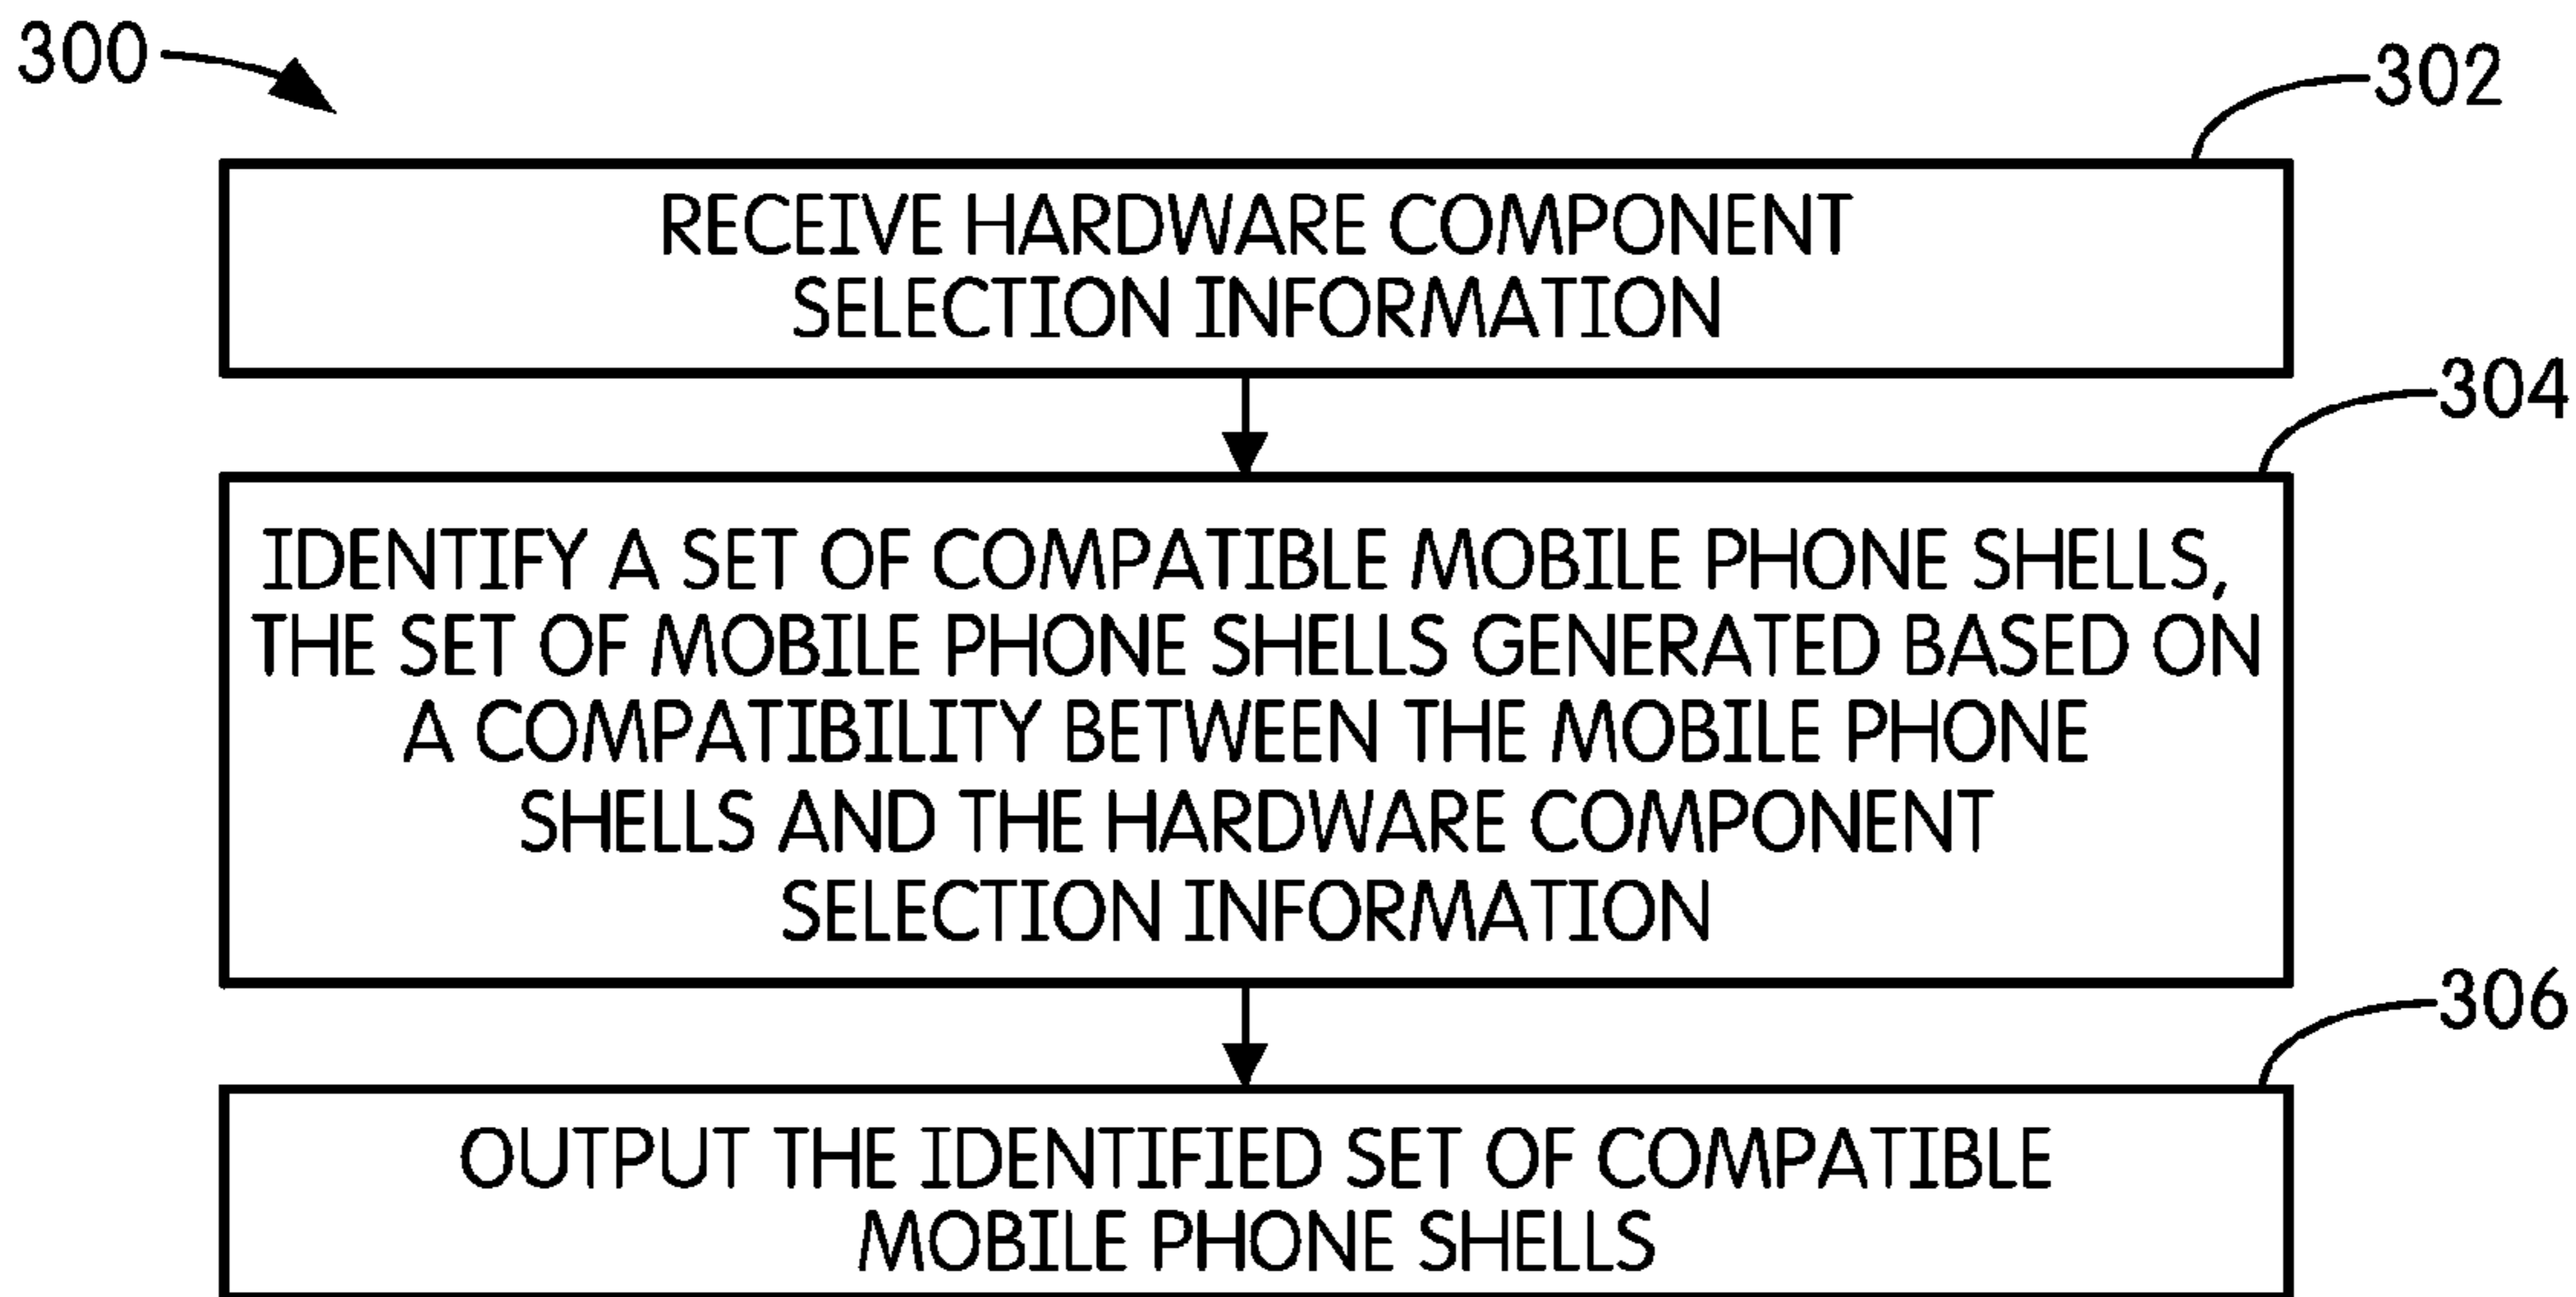 300
302
RECEIVE HARDWARE COMPONENT
SELECTION INFORMATION
304
IDENTIFY A SET OF COMPATIBLE MOBILE PHONE SHELLS,
THE SET OF MOBILE PHONE SHELLS GENERATED BASED ON
A COMPATIBILITY BETWEEN THE MOBILE PHONE
SHELLS AND THE HARDWARE COMPONENT
SELECTION INFORMATION
306
OUTPUT THE IDENTIFIED SET OF COMPATIBLE
MOBILE PHONE SHELLS